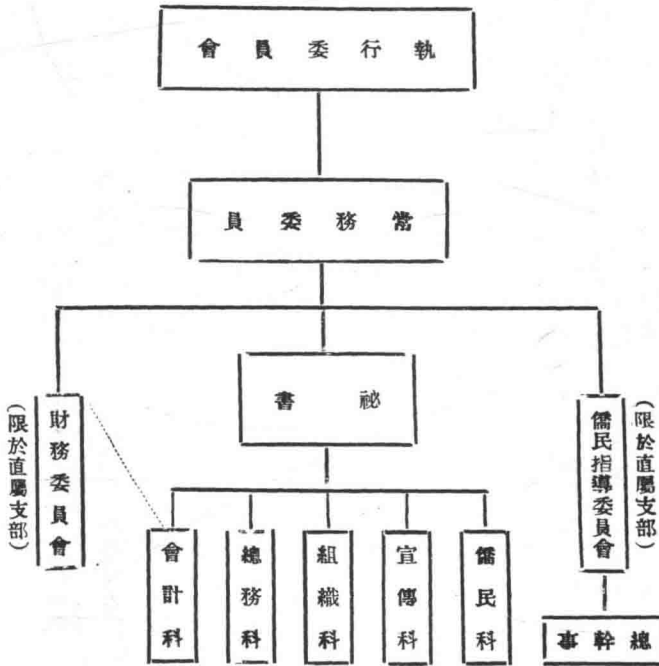 執行委員會
常務委員
祕書
(限於直屬支部)
僑民指導委員會
總幹事
僑民科
宣傳科
組織科
總務科
會計科
財務委員會
(限於直屬支部)